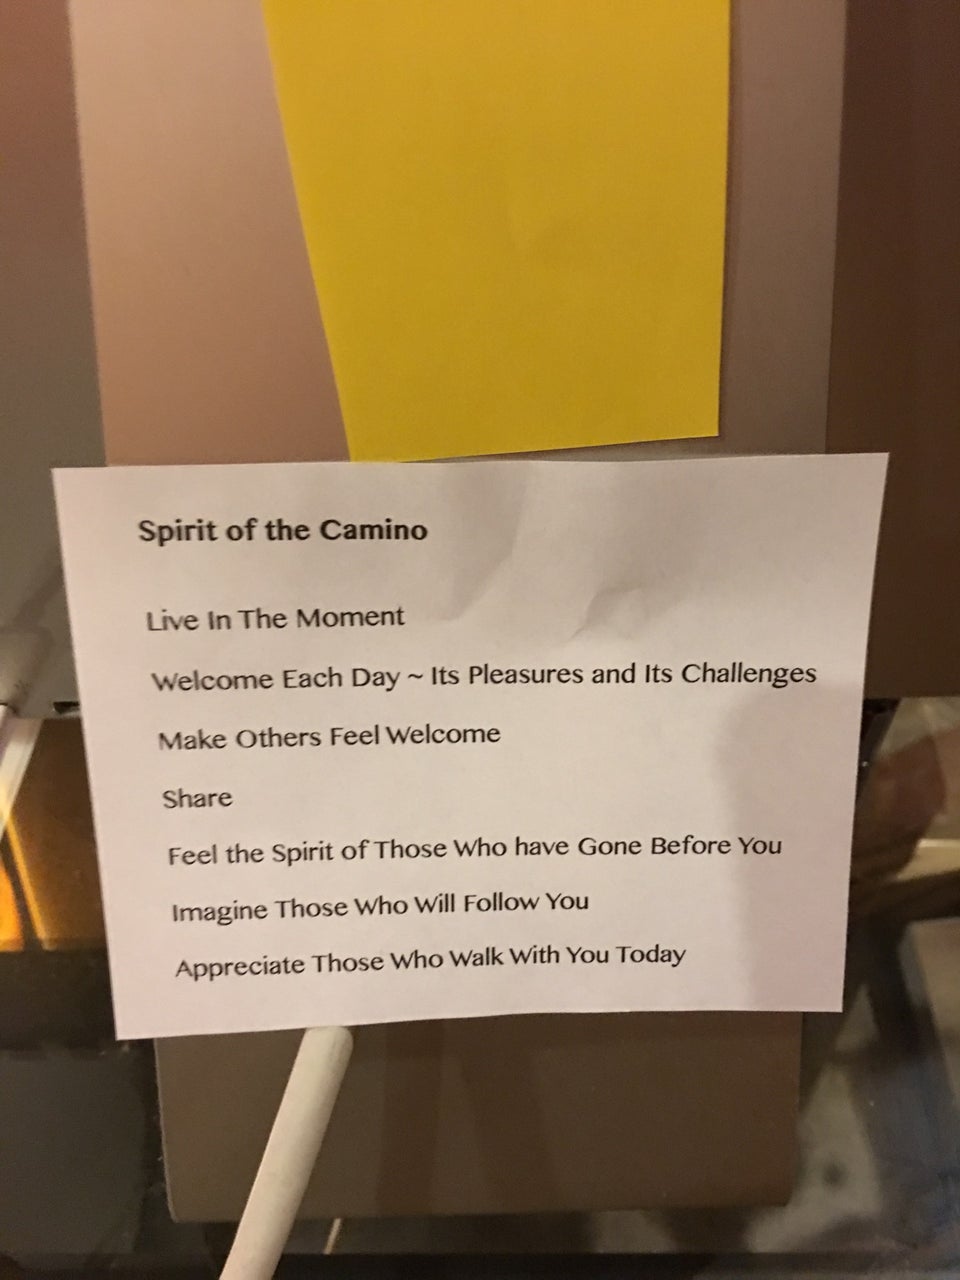 Spirit of the Camino
Live In The Moment
Welcome Each Day ~ Its Pleasures and Its Challenges
Make Others Feel Welcome
Share
Feel the Spirit of Those Who have Gone Before You
Imagine Those Who Will Follow You
Appreciate Those Who Walk With You Today